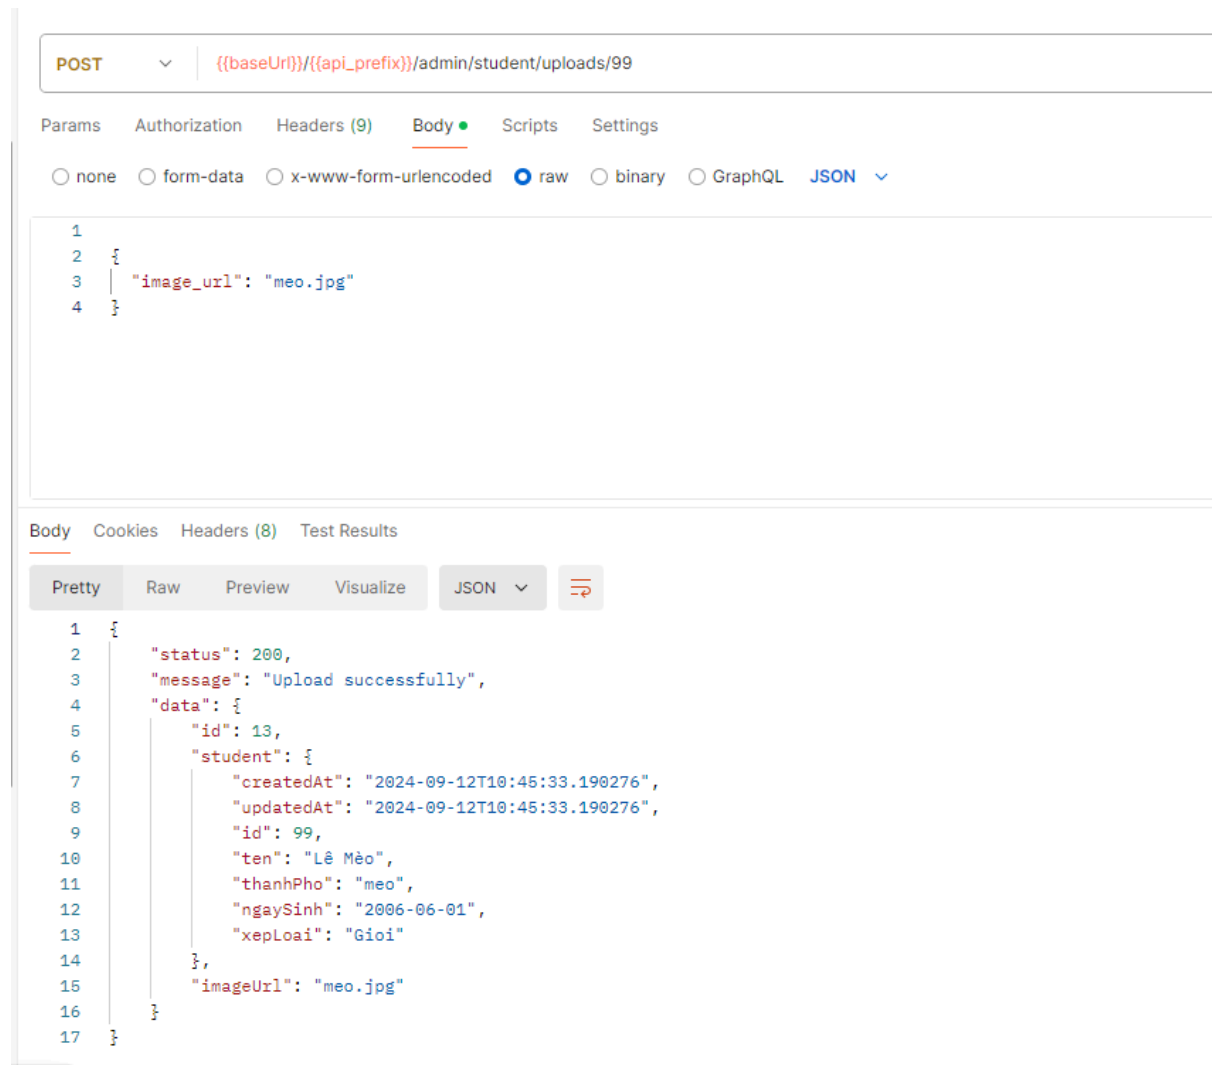 POST {{baseUrl}}/{{api_prefix}}/admin/student/uploads/99
Params Authorization Headers (9) Body Scripts Settings
none form-data x-www-form-urlencoded raw binary GraphQL JSON
1
2 {
3 "image_url": "meo.jpg"
4 }
Body Cookies Headers (8) Test Results
Pretty Raw Preview Visualize JSON
1 {
2 "status": 200,
3 "message": "Upload successfully",
4 "data": {
5 "id": 13,
6 "student": {
7 "createdAt": "2024-09-12T10:45:33.190276",
8 "updatedAt": "2024-09-12T10:45:33.190276",
9 "id": 99,
10 "ten": "Lê Mèo",
11 "thanhPho": "meo",
12 "ngaySinh": "2006-06-01",
13 "xepLoai": "Gioi"
14 },
15 "imageUrl": "meo.jpg"
16 }
17 }